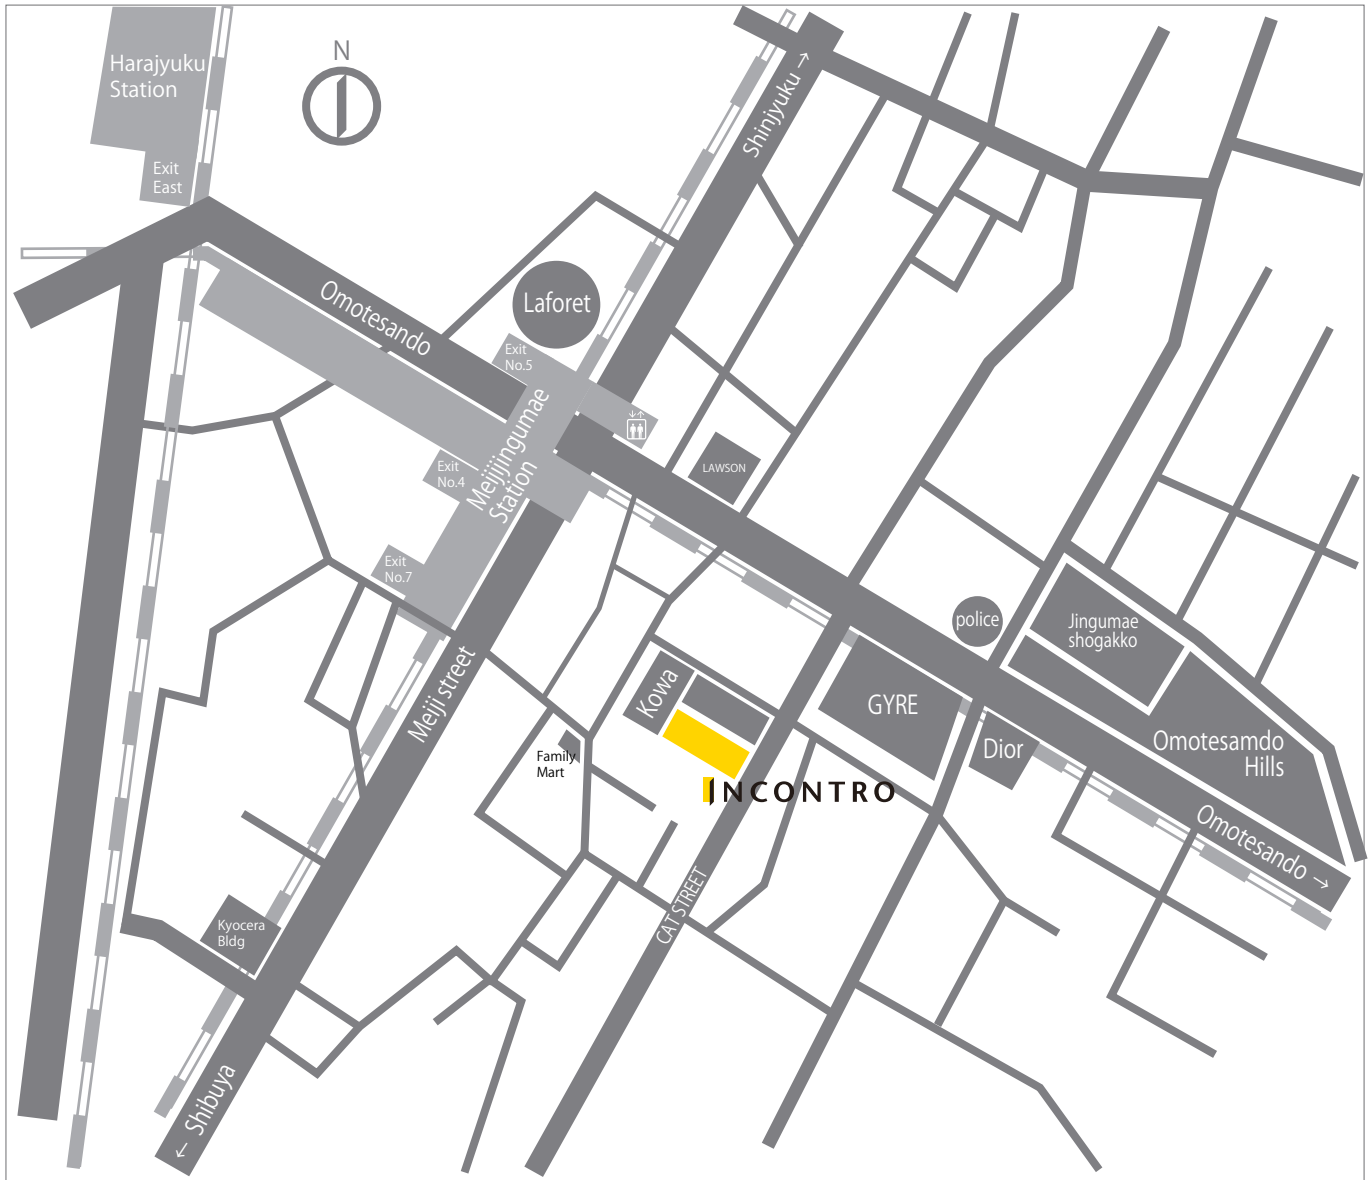 Harajyuku
Station
N
Exit
East
Shinjyuku →
Omotesando
Laforet
Exit
No.5
Meijijingumae
Station
Exit
No.4
LAWSON
Exit
No.7
police
Jingumae
shogakko
Meiji street
Kowa
GYRE
Dior
Omotesamdo
Hills
Family
Mart
INCONTRO
Omotesando →
CAT STREET
Kyocera
Bldg
← Shibuya